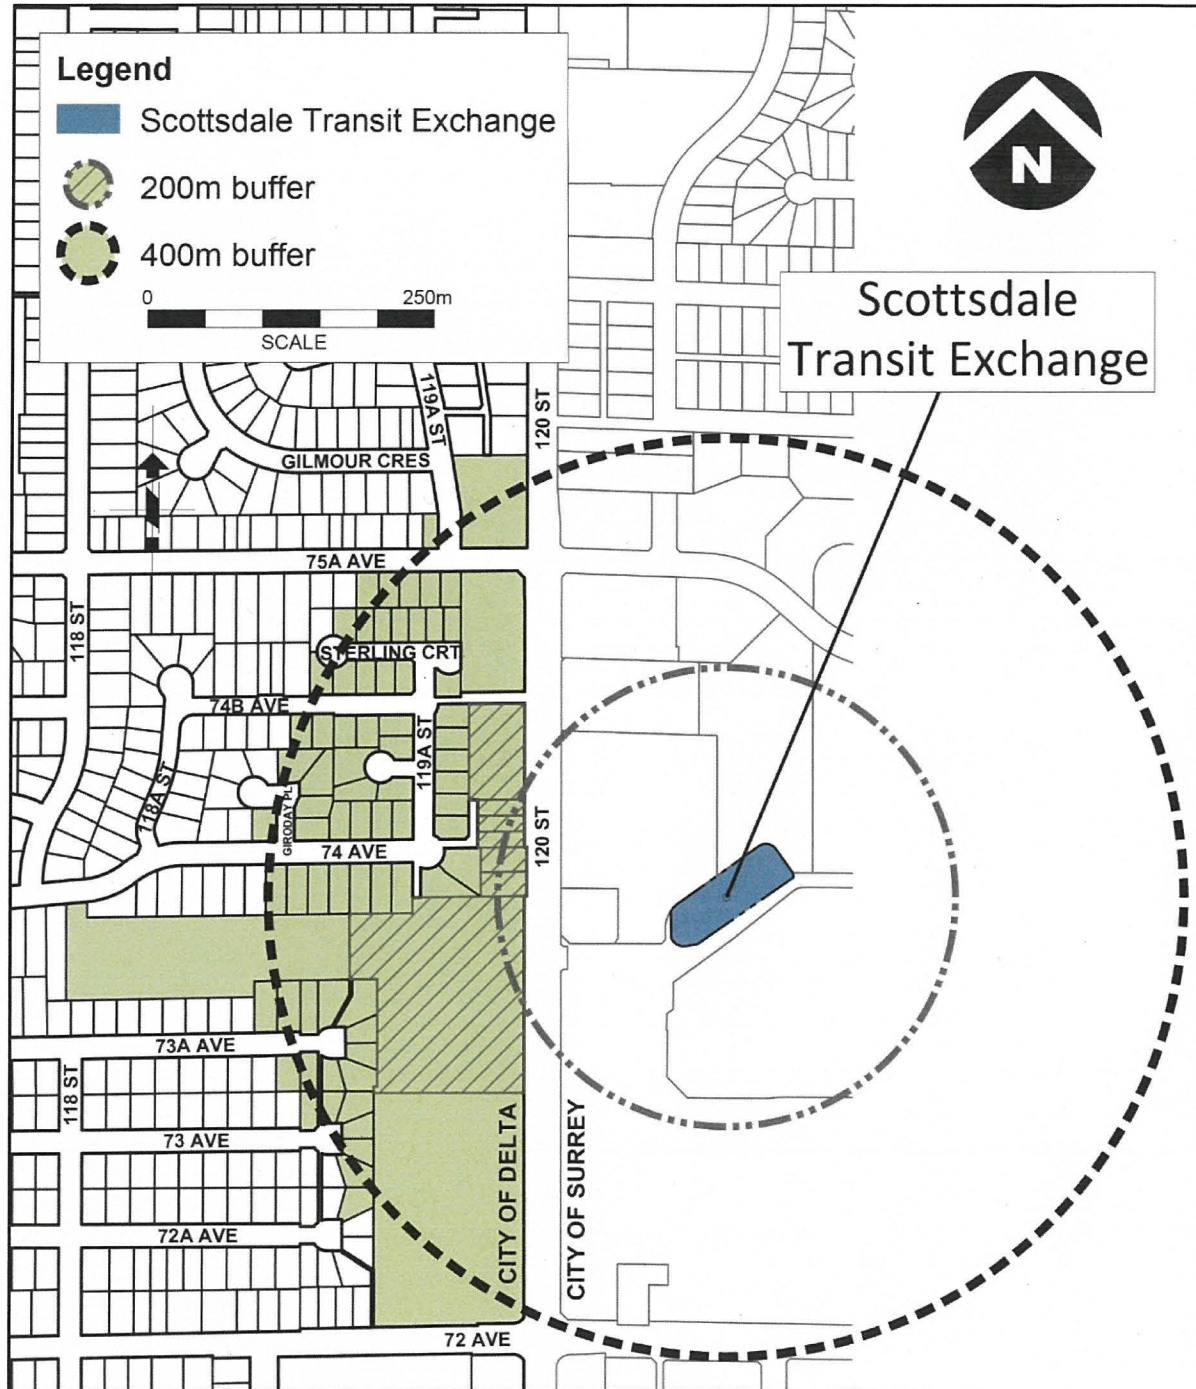 Legend
Scottsdale Transit Exchange
200m buffer
400m buffer
0 250m
SCALE
N
Scottsdale
Transit Exchange
119A ST
120 ST
GILMOUR CRES
75A AVE
118 ST
STERLING CRT
74B AVE
119A ST
118A ST
GIRODAY PL
74 AVE
120 ST
73A AVE
118 ST
73 AVE
CITY OF DELTA
CITY OF SURREY
72A AVE
72 AVE